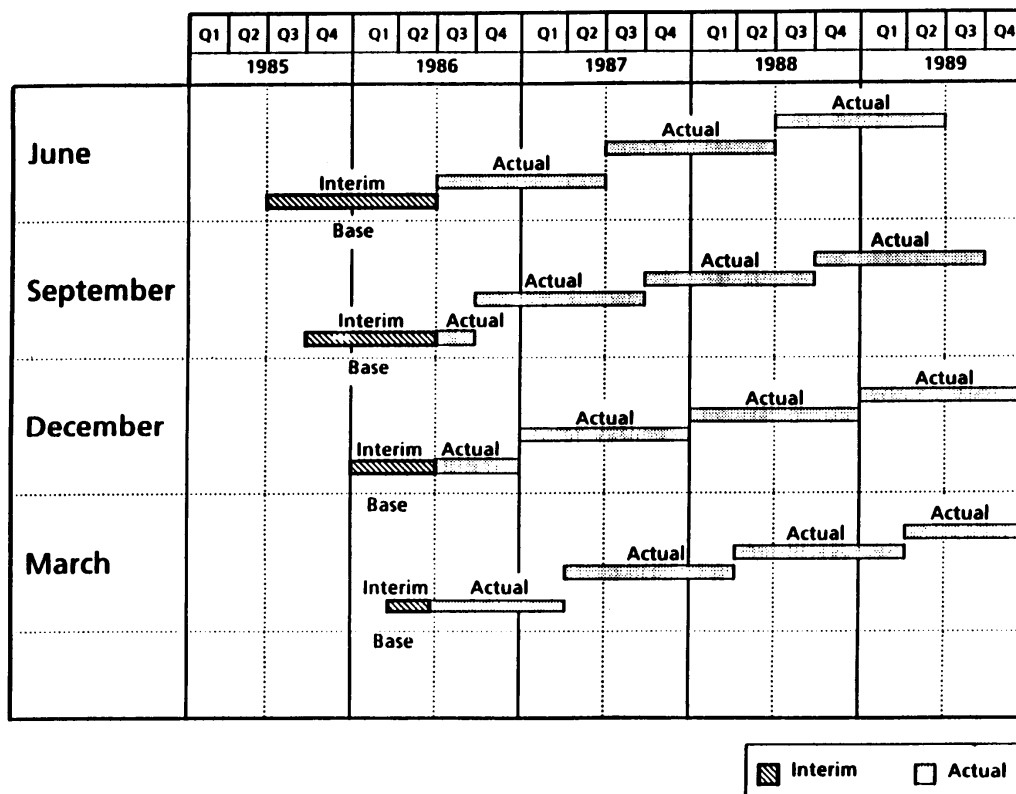 Q1 Q2 Q3 Q4 Q1 Q2 Q3 Q4 Q1 Q2 Q3 Q4 Q1 Q2 Q3 Q4 Q1 Q2 Q3 Q4
1985 1986 1987 1988 1989
Actual
Actual
June
Actual
Interim
Base
Actual
Actual
September
Actual
Interim Actual
Base
Actual
Actual
December
Actual
Interim Actual
Base
Actual
Actual
March
Actual
Interim Actual
Base
Interim Actual